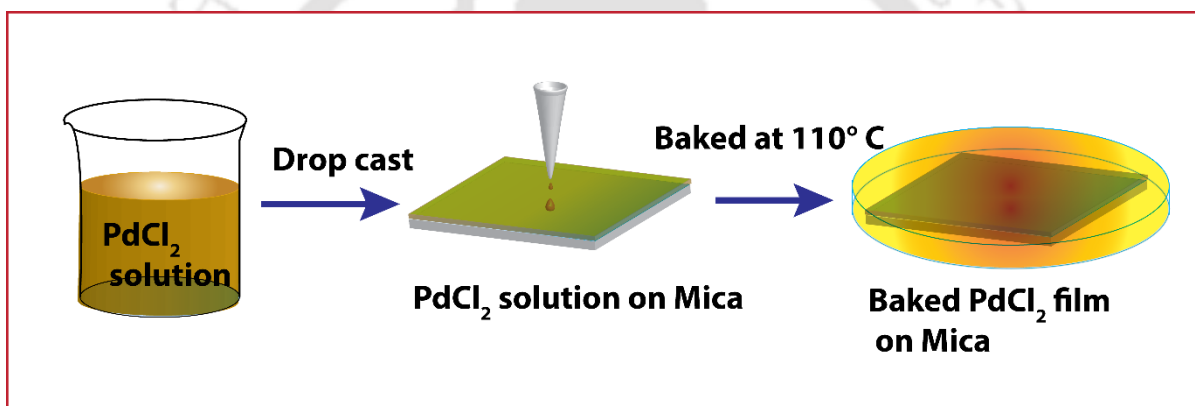 PdCl₂
solution
Drop cast
PdCl₂ solution on Mica
Baked at 110° C
Baked PdCl₂ film
on Mica